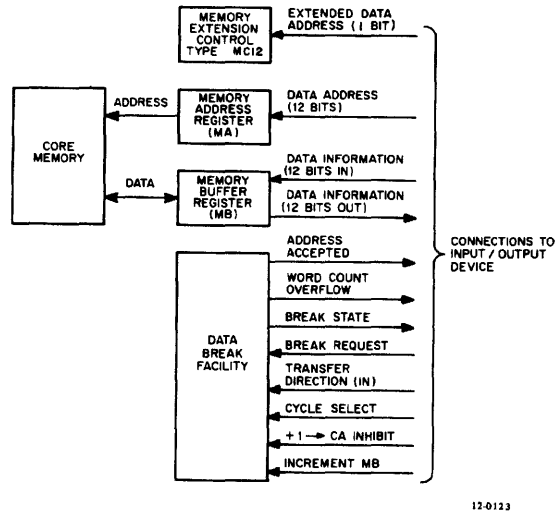 MEMORY
EXTENSION
CONTROL
TYPE MC12
EXTENDED DATA
ADDRESS (1 BIT)
CORE
MEMORY
ADDRESS
MEMORY
ADDRESS
REGISTER
(MA)
DATA ADDRESS
(12 BITS)
DATA
MEMORY
BUFFER
REGISTER
(MB)
DATA INFORMATION
(12 BITS IN)
DATA INFORMATION
(12 BITS OUT)
DATA
BREAK
FACILITY
ADDRESS
ACCEPTED
WORD COUNT
OVERFLOW
BREAK STATE
BREAK REQUEST
TRANSFER
DIRECTION (IN)
CYCLE SELECT
+1 → CA INHIBIT
INCREMENT MB
CONNECTIONS TO
INPUT / OUTPUT
DEVICE
12-0123